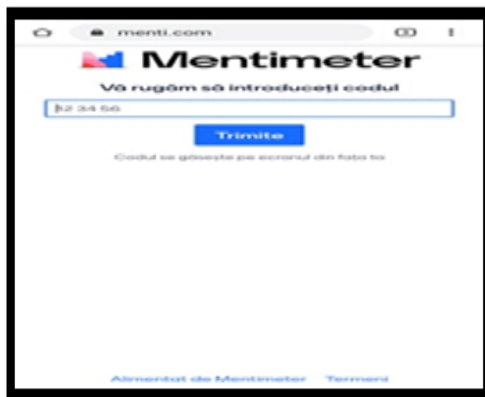 menti.com
Mentimeter
Vă rugăm să introduceți codul
12 34 56
Trimite
Codul se găsește pe ecranul din fața ta
Alimentat de Mentimeter Termeni